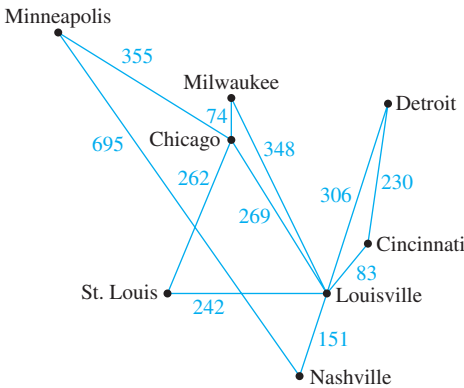 Minneapolis
355
Milwaukee
74
Detroit
695
Chicago
348
262
306
230
269
Cincinnati
83
St. Louis
242
Louisville
151
Nashville